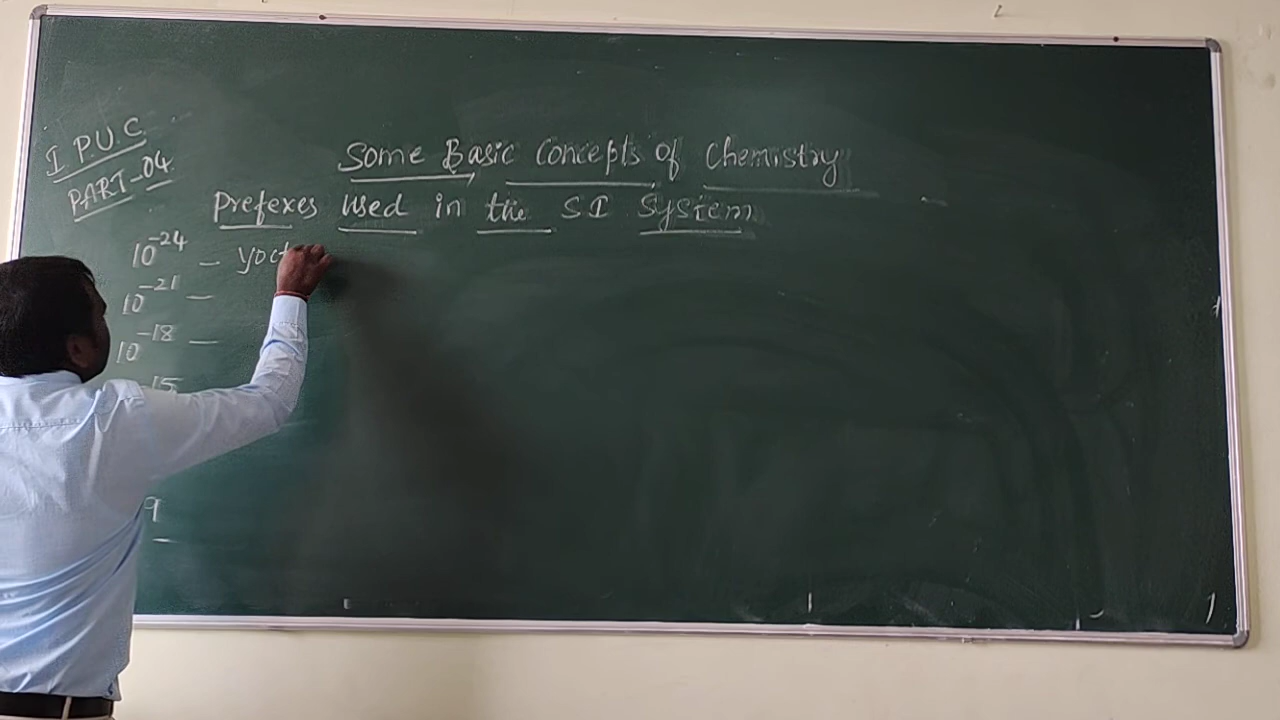 I P.U.C
PART-04
Some Basic Concepts of Chemistry
Prefexes used in the SI System
10⁻²⁴ – yoct
10⁻²¹ –
10⁻¹⁸ –
-15
9